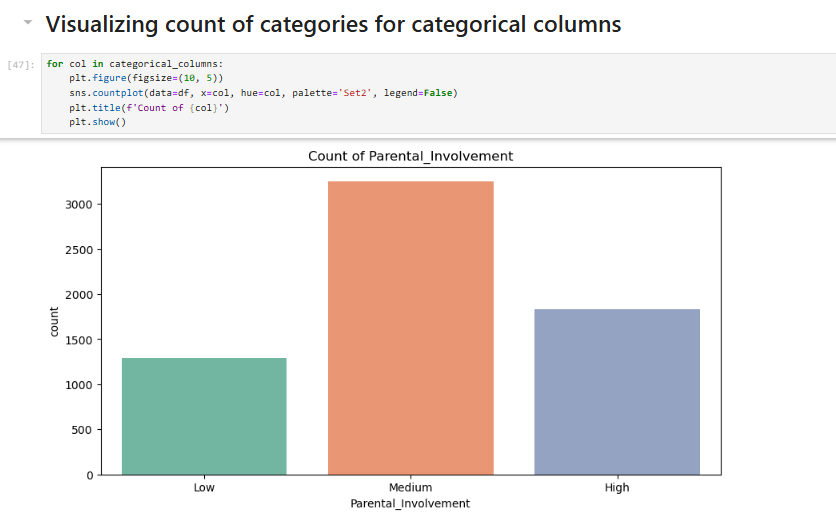 Visualizing count of categories for categorical columns
[47]:
for col in categorical_columns:
    plt.figure(figsize=(10, 5))
    sns.countplot(data=df, x=col, hue=col, palette='Set2', legend=False)
    plt.title(f'Count of {col}')
    plt.show()
Count of Parental_Involvement
3000
2500
2000
1500
1000
500
0
count
Low Medium High
Parental_Involvement